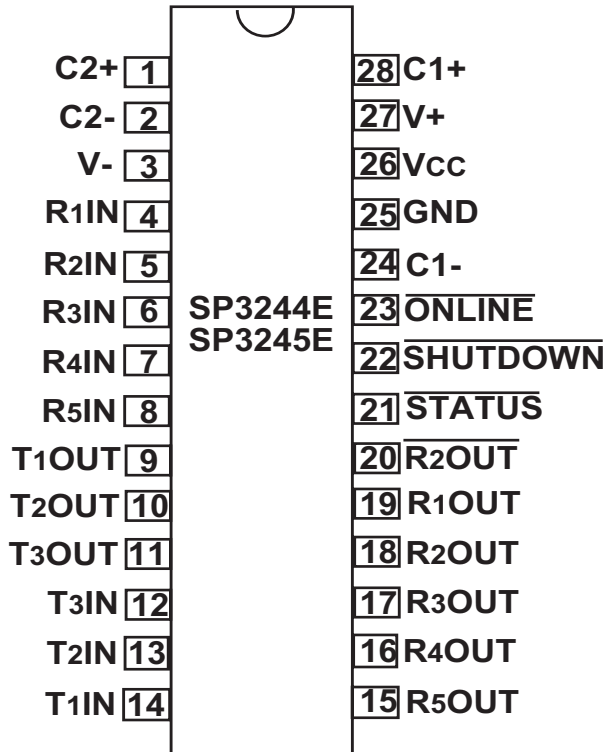 C2+ 1 28 C1+
C2- 2 27 V+
V- 3 26 VCC
R1IN 4 25 GND
R2IN 5 24 C1-
R3IN 6 SP3244E 23 ONLINE
R4IN 7 SP3245E 22 SHUTDOWN
R5IN 8 21 STATUS
T1OUT 9 20 R2OUT
T2OUT 10 19 R1OUT
T3OUT 11 18 R2OUT
T3IN 12 17 R3OUT
T2IN 13 16 R4OUT
T1IN 14 15 R5OUT